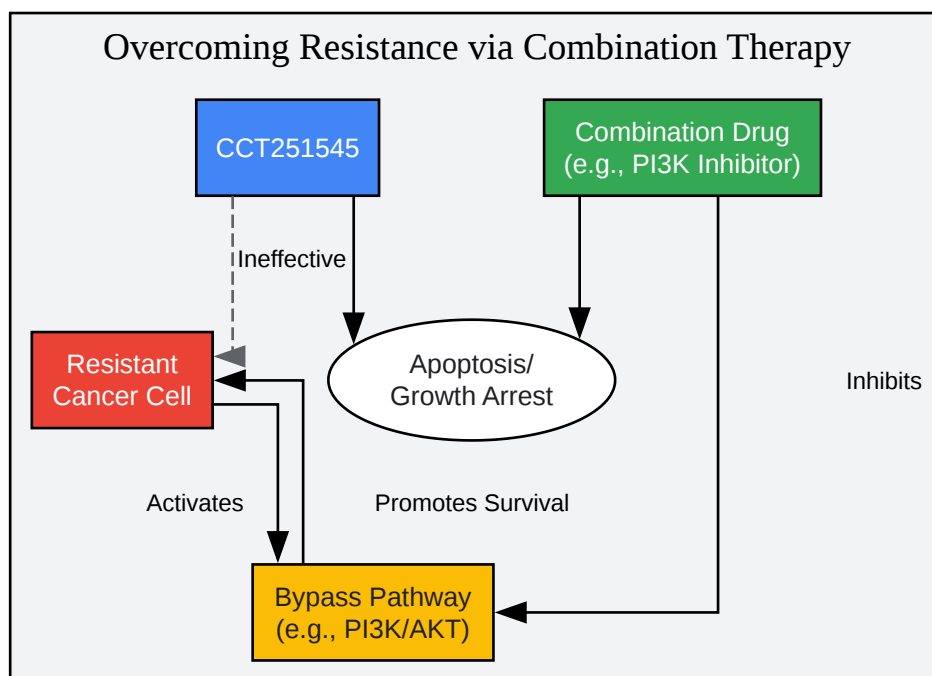 Overcoming Resistance via Combination Therapy
CCT251545
Combination Drug
(e.g., PI3K Inhibitor)
Ineffective
Resistant
Cancer Cell
Apoptosis/
Growth Arrest
Inhibits
Activates
Promotes Survival
Bypass Pathway
(e.g., PI3K/AKT)